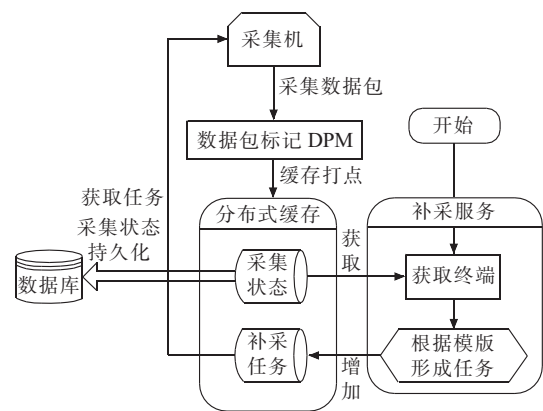 采集机
采集数据包
数据包标记 DPM
开始
缓存打点
获取任务
采集状态
持久化
分布式缓存
补采服务
获
取
采集
状态
获取终端
数据库
补采
任务
增
加
根据模版
形成任务